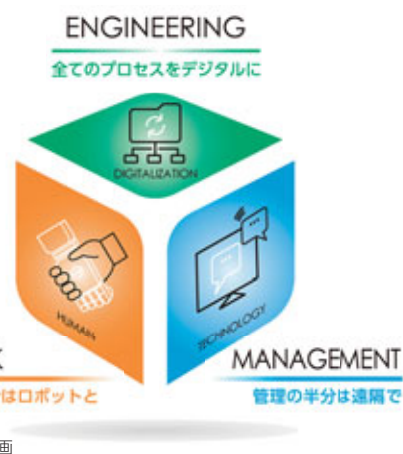 ENGINEERING
全てのプロセスをデジタルに
DIGITALIZATION
HUMAN
TECHNOLOGY
K
MANAGEMENT
はロボットと
管理の半分は遠隔で
画